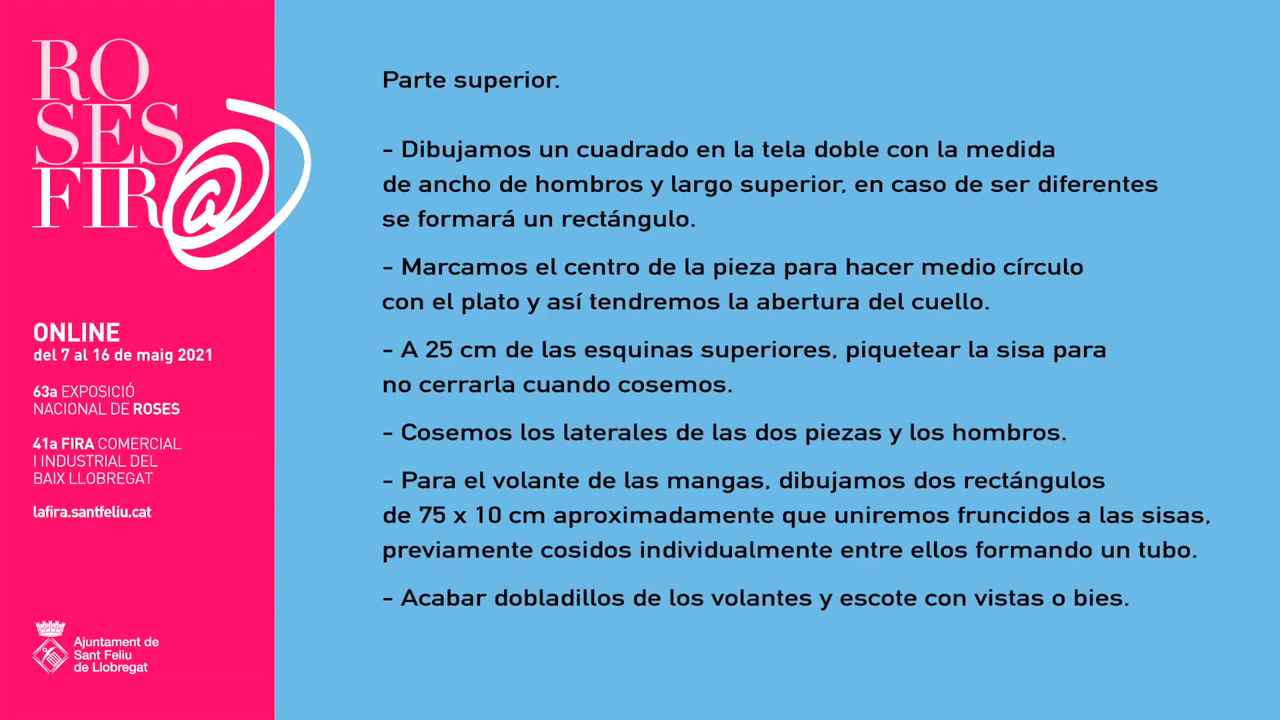 RO
SES
FIR@
ONLINE
del 7 al 16 de maig 2021
63a EXPOSICIÓ
NACIONAL DE ROSES
41a FIRA COMERCIAL
I INDUSTRIAL DEL
BAIX LLOBREGAT
lafira.santfeliu.cat
Ajuntament de
Sant Feliu
de Llobregat
Parte superior.
- Dibujamos un cuadrado en la tela doble con la medida
de ancho de hombros y largo superior, en caso de ser diferentes
se formará un rectángulo.
- Marcamos el centro de la pieza para hacer medio círculo
con el plato y así tendremos la abertura del cuello.
- A 25 cm de las esquinas superiores, piquetear la sisa para
no cerrarla cuando cosemos.
- Cosemos los laterales de las dos piezas y los hombros.
- Para el volante de las mangas, dibujamos dos rectángulos
de 75 x 10 cm aproximadamente que uniremos fruncidos a las sisas,
previamente cosidos individualmente entre ellos formando un tubo.
- Acabar dobladillos de los volantes y escote con vistas o bies.